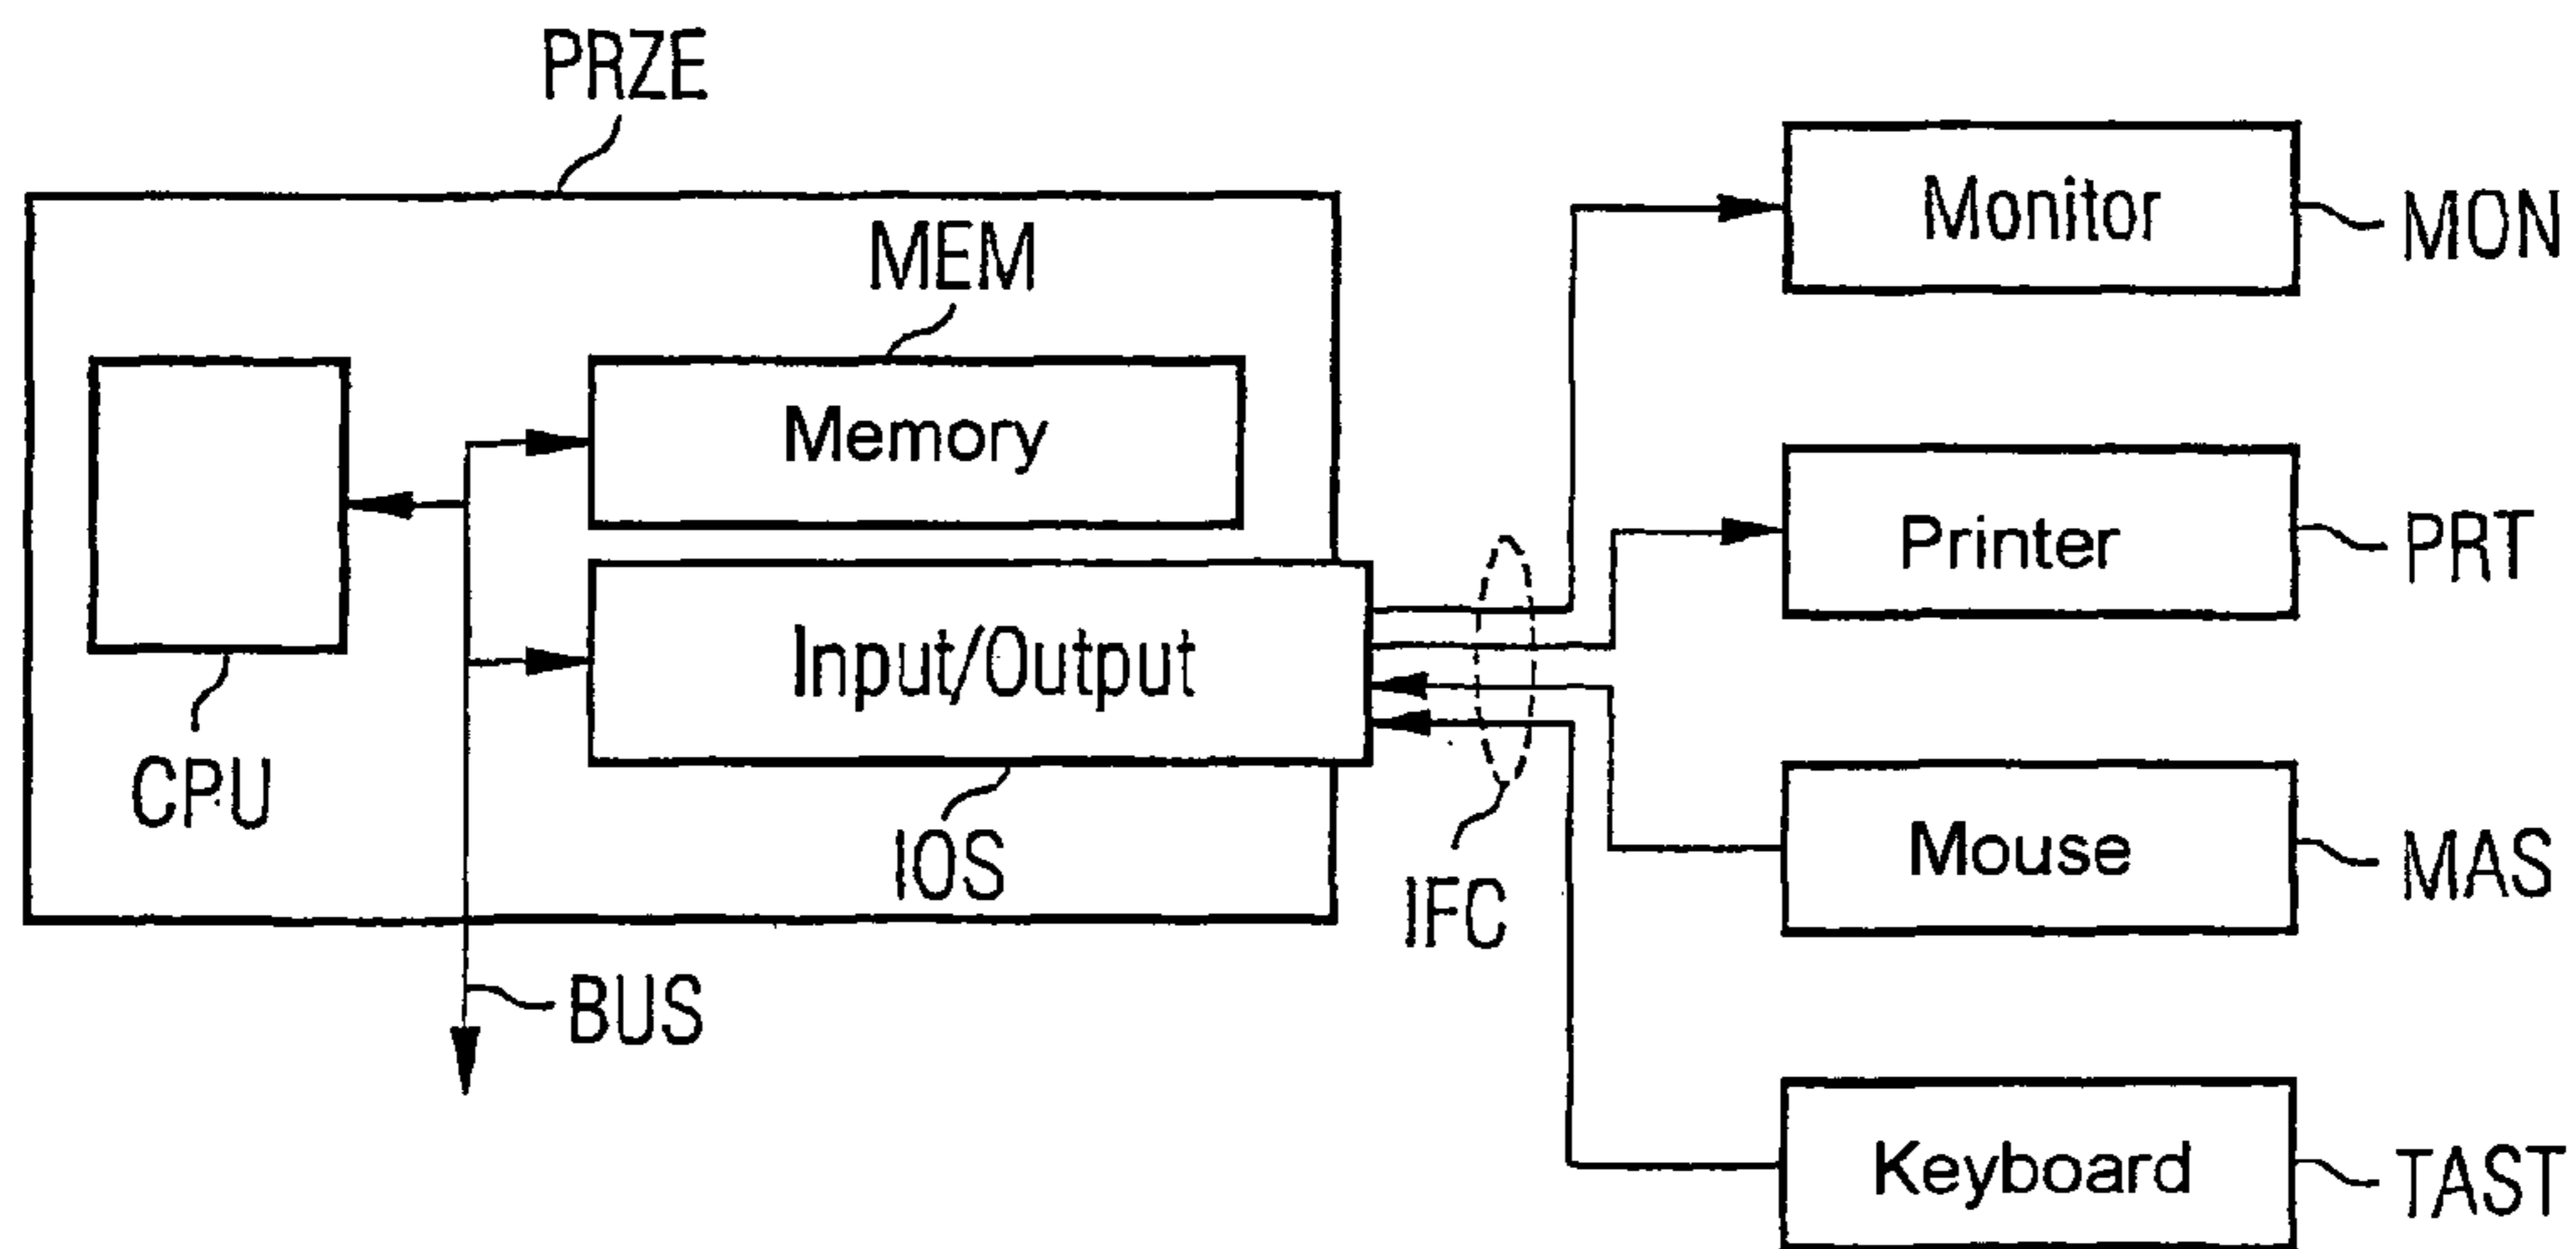 PRZE
MEM
Monitor
MON
Memory
Printer
PRT
Input/Output
CPU
IOS
IFC
Mouse
MAS
BUS
Keyboard
TAST